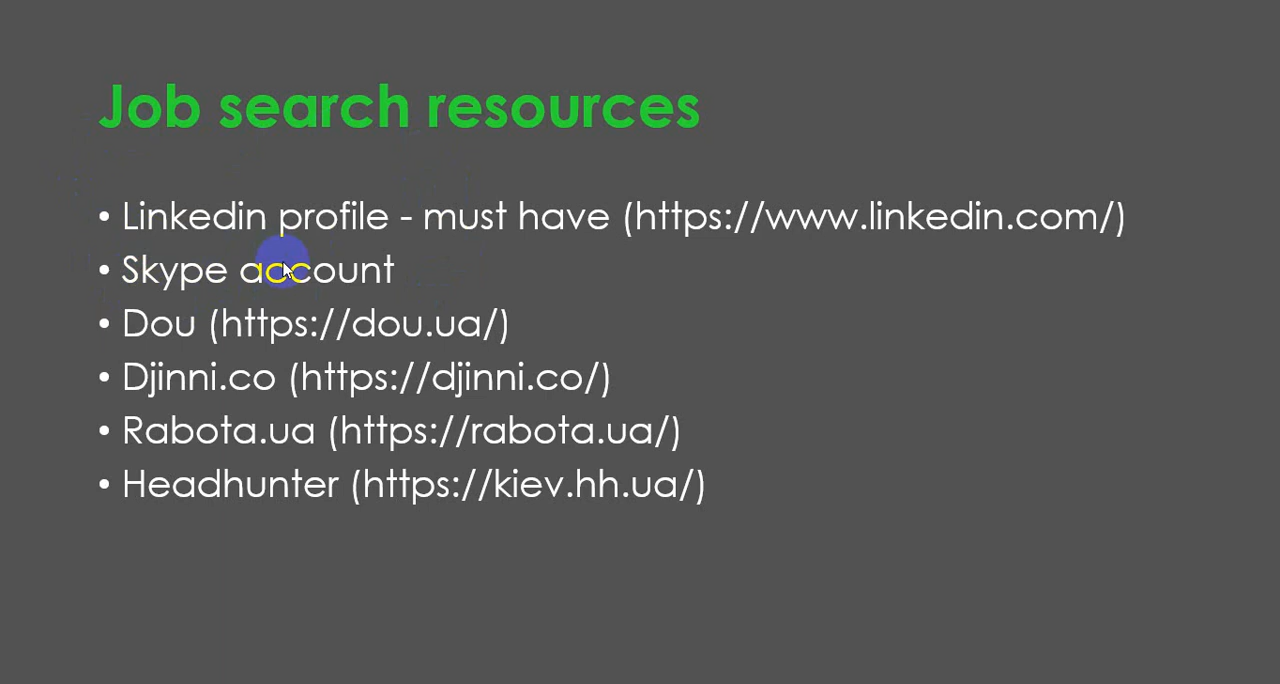 Job search resources
• Linkedin profile - must have (https://www.linkedin.com/)
• Skype account
• Dou (https://dou.ua/)
• Djinni.co (https://djinni.co/)
• Rabota.ua (https://rabota.ua/)
• Headhunter (https://kiev.hh.ua/)